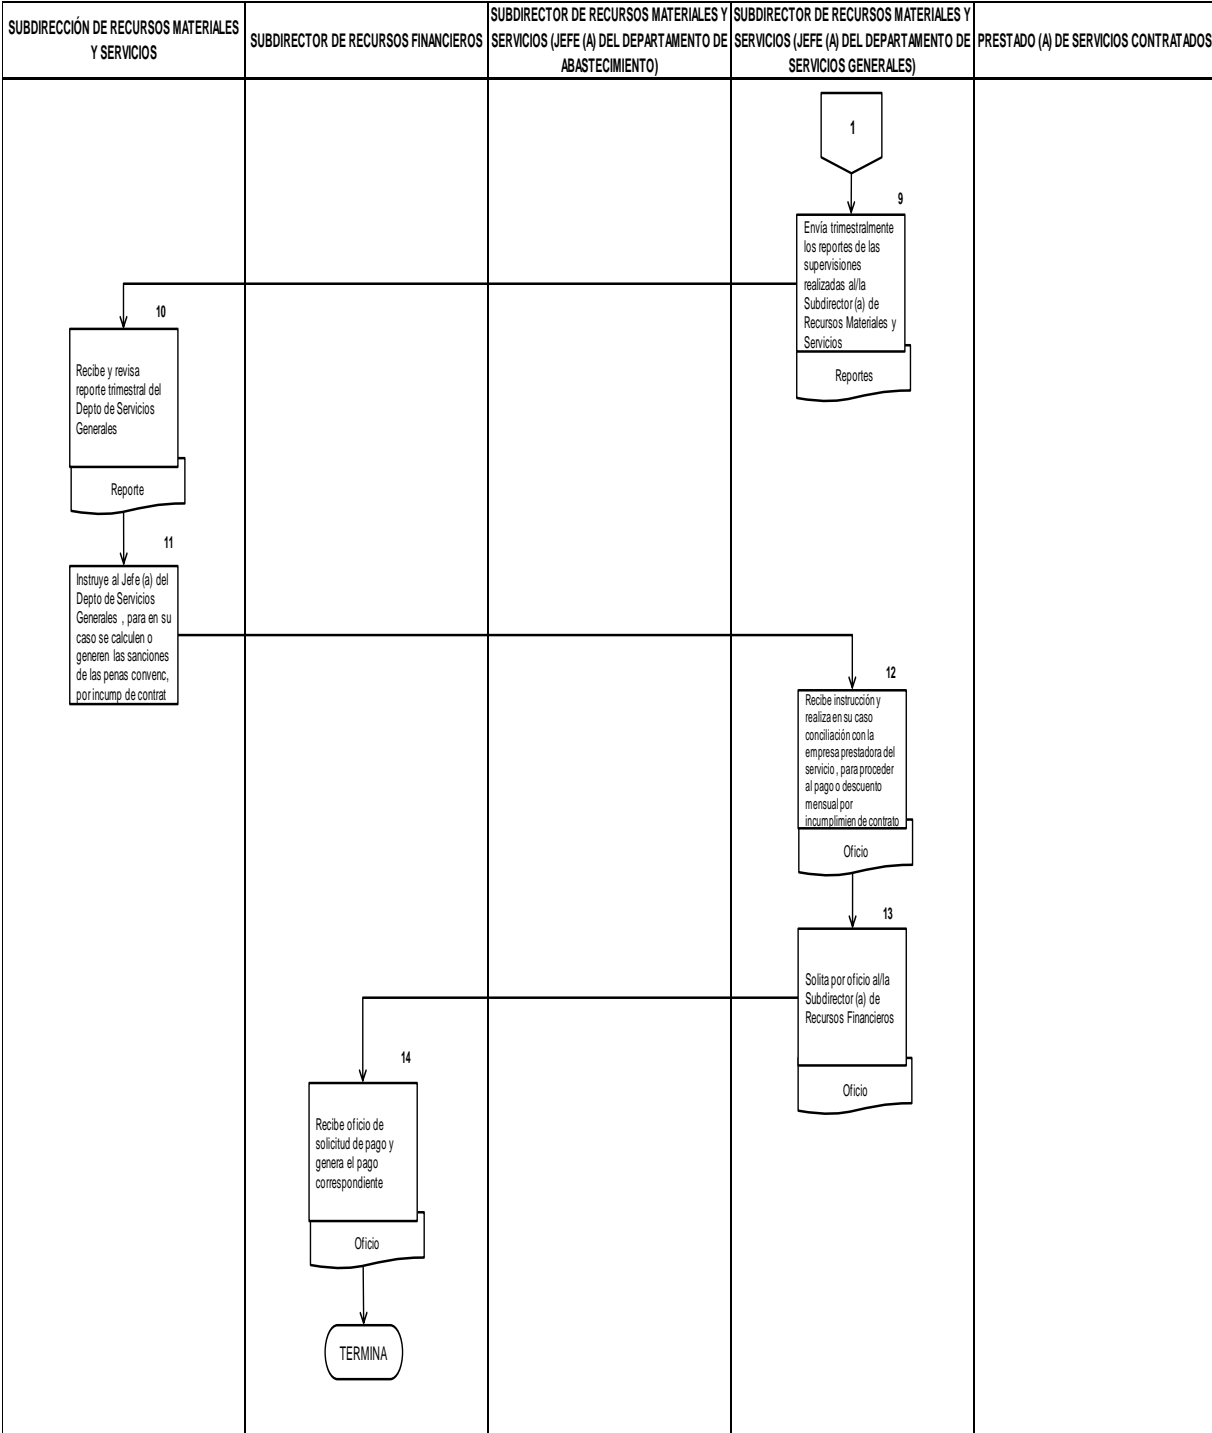 SUBDIRECCIÓN DE RECURSOS MATERIALES
Y SERVICIOS
SUBDIRECTOR DE RECURSOS FINANCIEROS
SUBDIRECTOR DE RECURSOS MATERIALES Y
SERVICIOS (JEFE (A) DEL DEPARTAMENTO DE
ABASTECIMIENTO)
SUBDIRECTOR DE RECURSOS MATERIALES Y
SERVICIOS (JEFE (A) DEL DEPARTAMENTO DE
SERVICIOS GENERALES)
PRESTADO (A) DE SERVICIOS CONTRATADOS
1
9
Envía trimestralmente
los reportes de las
supervisiones
realizadas al/la
Subdirector (a) de
Recursos Materiales y
Servicios
Reportes
10
Recibe y revisa
reporte trimestral del
Depto de Servicios
Generales
Reporte
11
Instruye al Jefe (a) del
Depto de Servicios
Generales , para en su
caso se calculen o
generen las sanciones
de las penas convenc,
por incump de contrat
12
Recibe instrucción y
realiza en su caso
conciliación con la
empresa prestadora del
servicio , para proceder
al pago o descuento
mensual por
incumplimien de contrato
Oficio
13
Solita por oficio al/la
Subdirector (a) de
Recursos Financieros
Oficio
14
Recibe oficio de
solicitud de pago y
genera el pago
correspondiente
Oficio
TERMINA